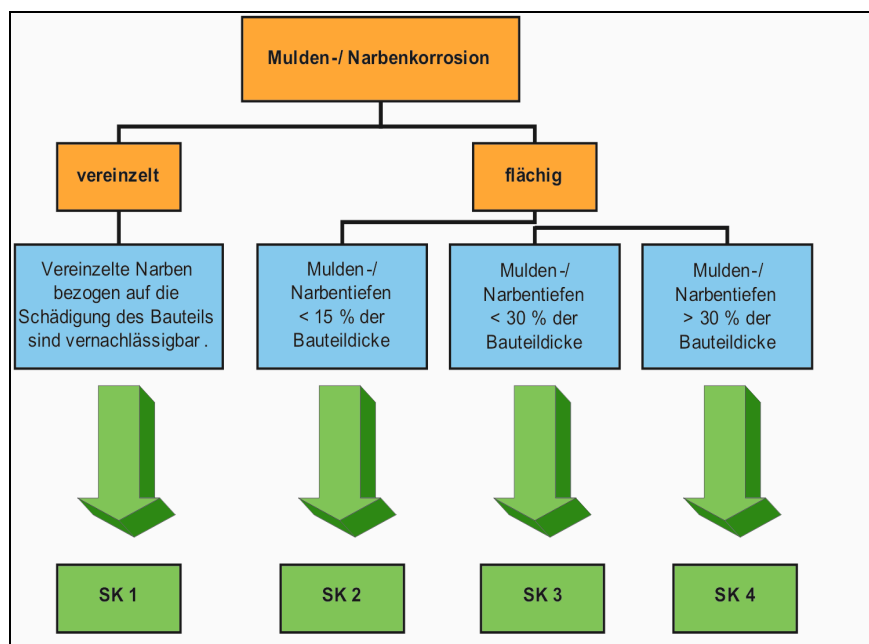 Mulden-/ Narbenkorrosion
vereinzelt
flächig
Vereinzelte Narben
bezogen auf die
Schädigung des Bauteils
sind vernachlässigbar .
Mulden-/
Narbentiefen
< 15 % der
Bauteildicke
Mulden-/
Narbentiefen
< 30 % der
Bauteildicke
Mulden-/
Narbentiefen
> 30 % der
Bauteildicke
SK 1
SK 2
SK 3
SK 4